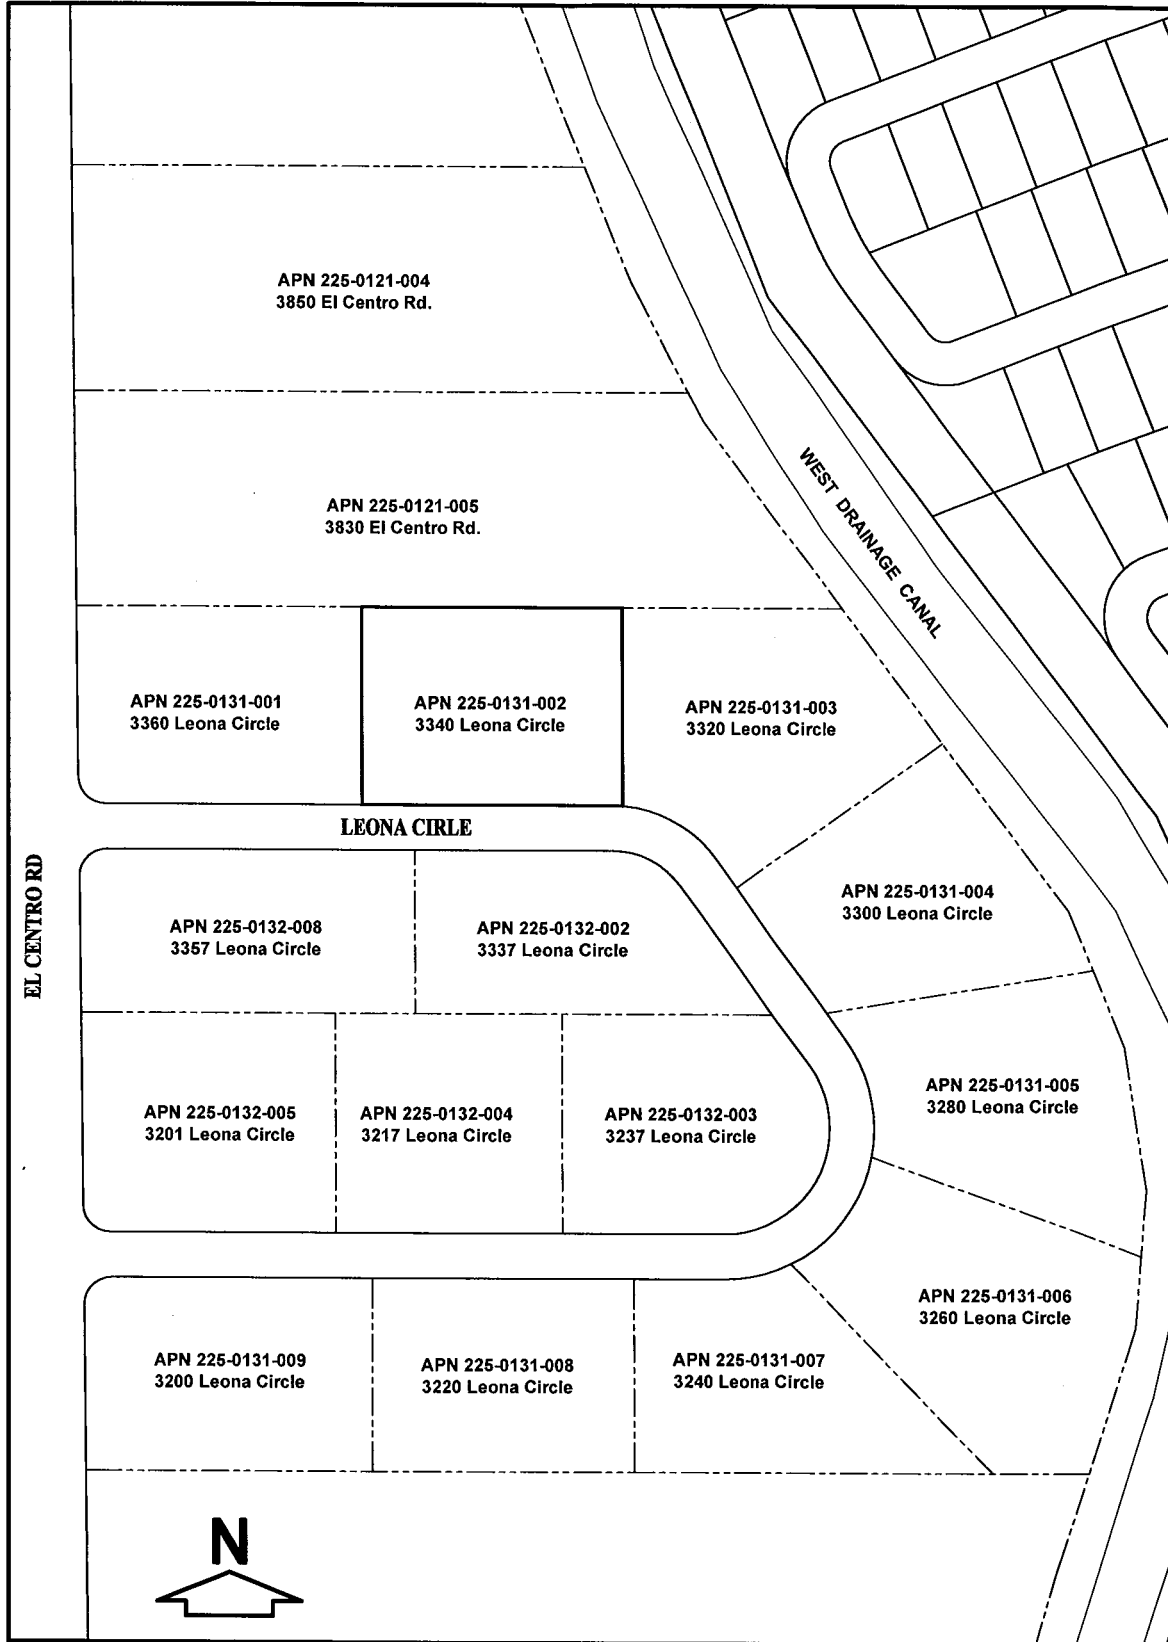 APN 225-0121-004
3850 El Centro Rd.
WEST DRAINAGE CANAL
APN 225-0121-005
3830 El Centro Rd.
APN 225-0131-001
3360 Leona Circle
APN 225-0131-002
3340 Leona Circle
APN 225-0131-003
3320 Leona Circle
LEONA CIRLE
EL CENTRO RD
APN 225-0131-004
3300 Leona Circle
APN 225-0132-008
3357 Leona Circle
APN 225-0132-002
3337 Leona Circle
APN 225-0131-005
3280 Leona Circle
APN 225-0132-005
3201 Leona Circle
APN 225-0132-004
3217 Leona Circle
APN 225-0132-003
3237 Leona Circle
APN 225-0131-006
3260 Leona Circle
APN 225-0131-009
3200 Leona Circle
APN 225-0131-008
3220 Leona Circle
APN 225-0131-007
3240 Leona Circle
N